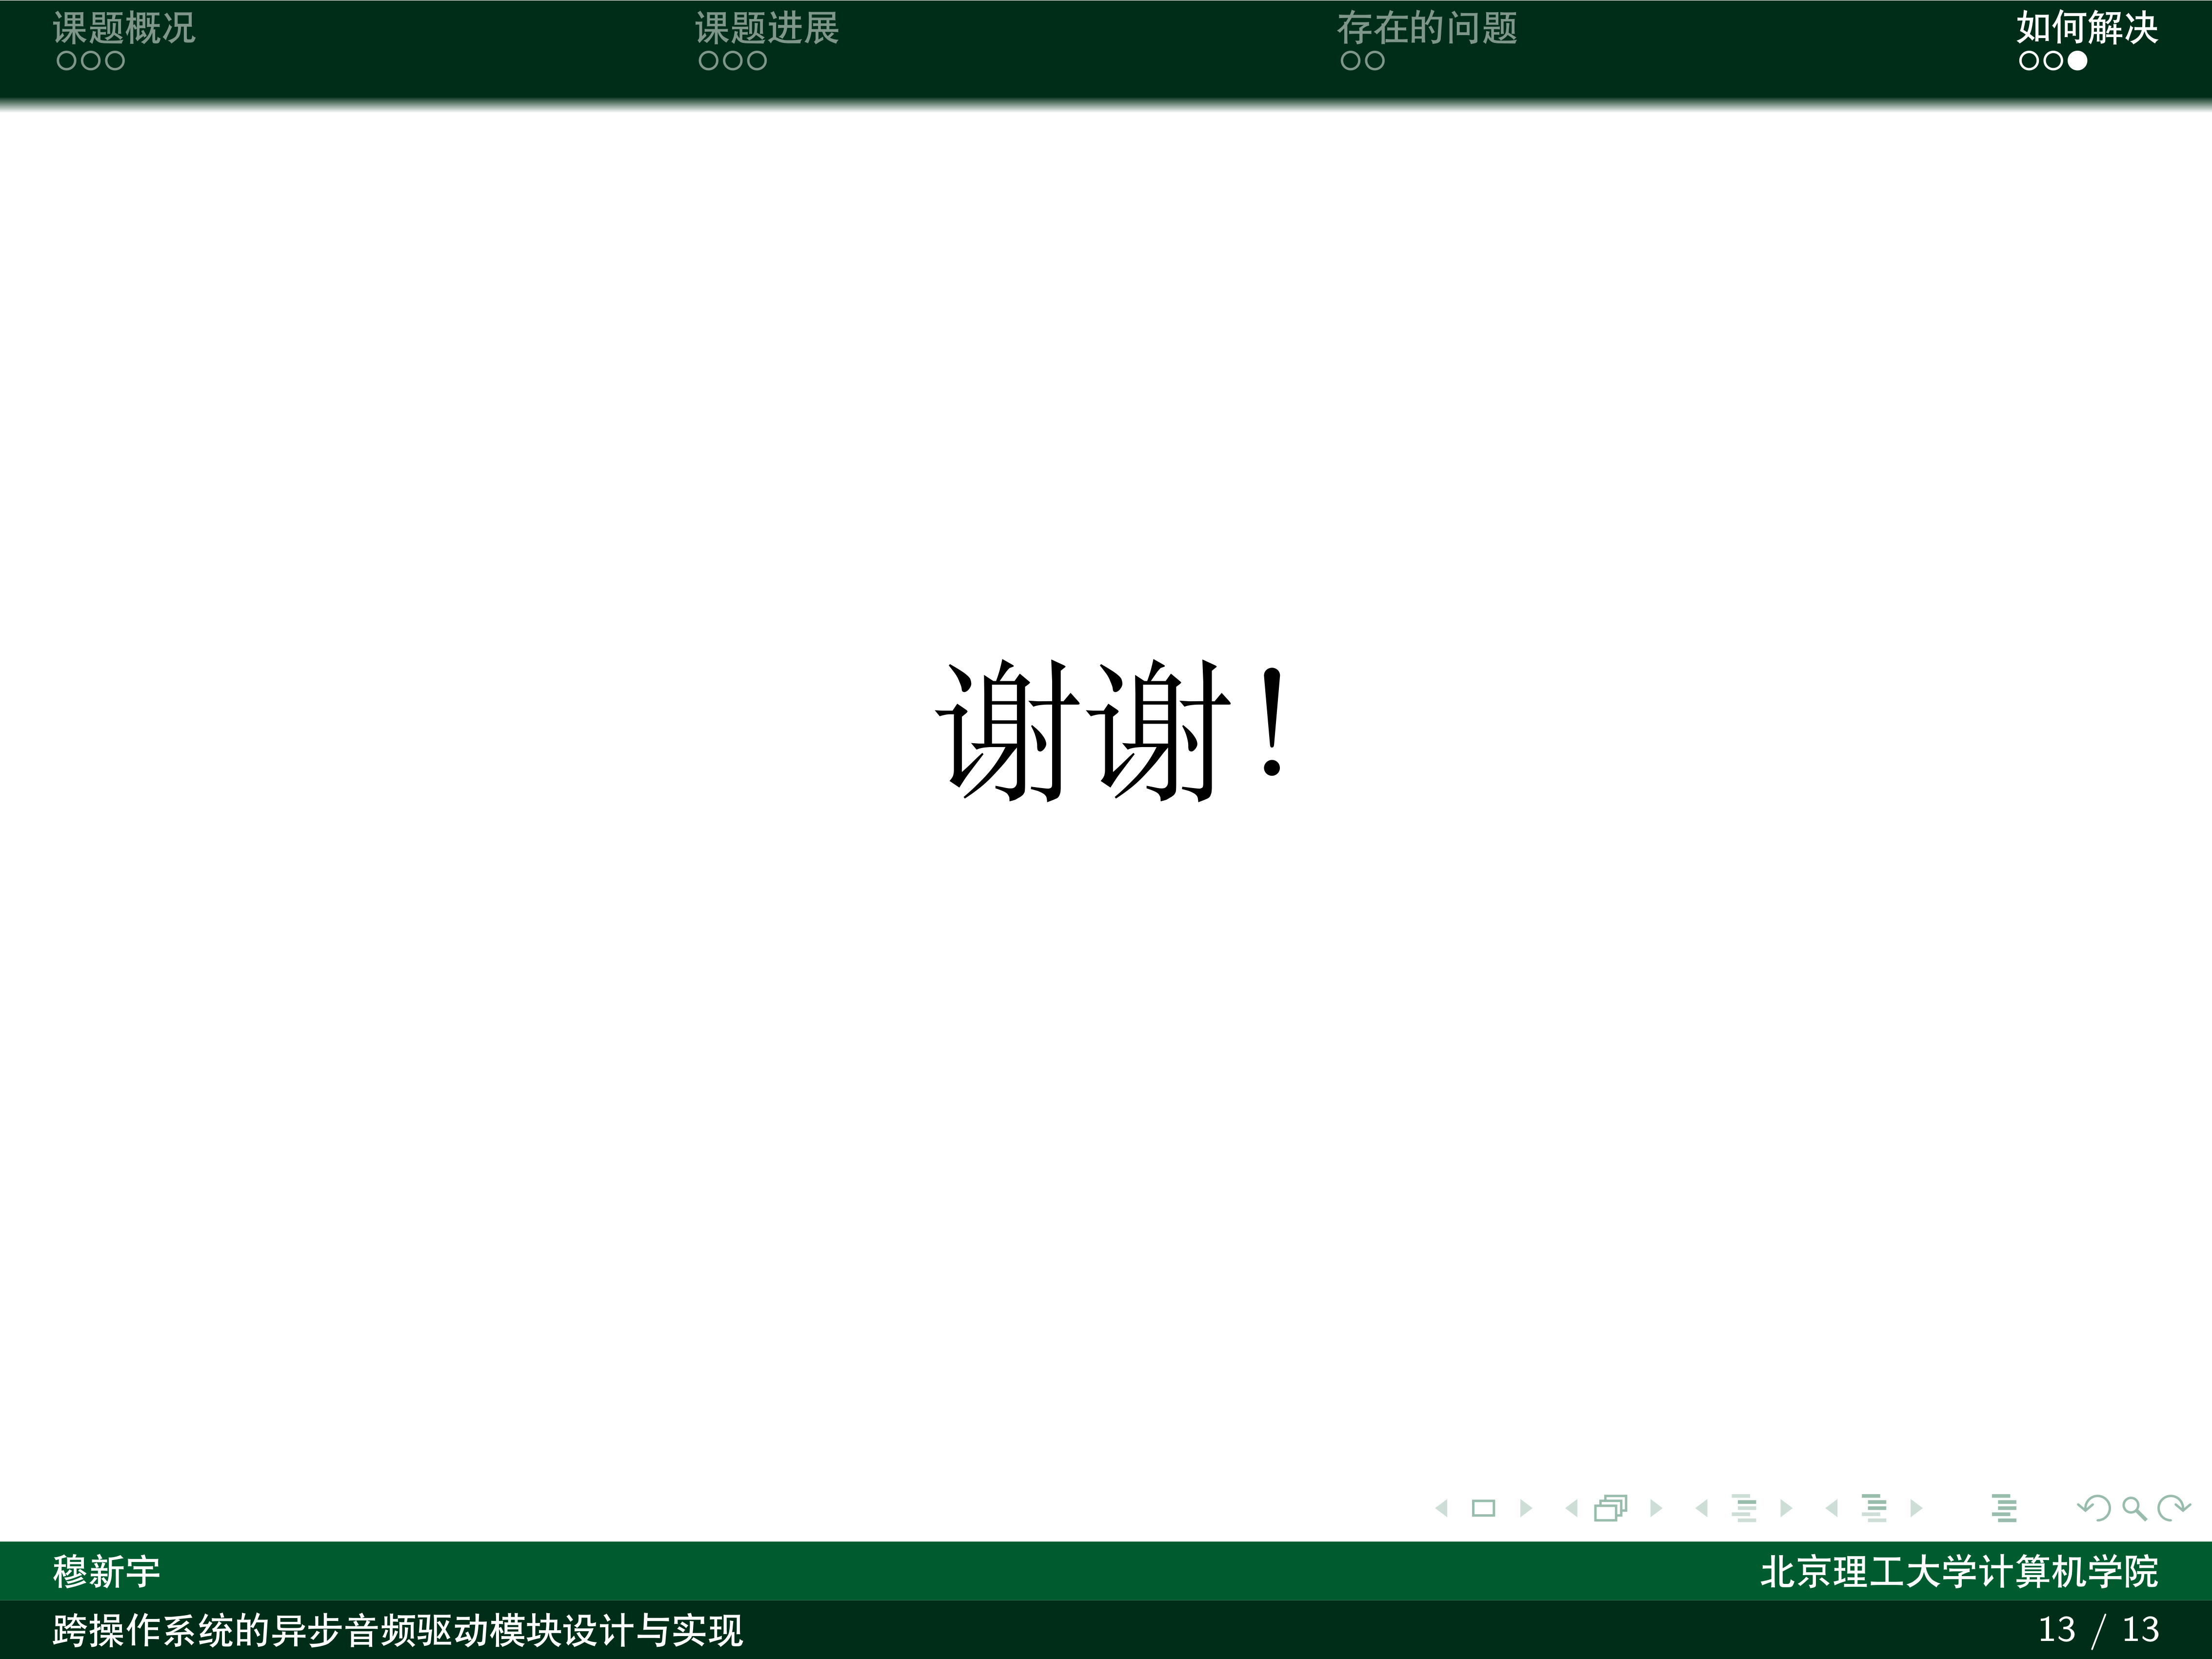 课题概况 课题进展 存在的问题 如何解决
谢谢！
穆新宇 北京理工大学计算机学院
跨操作系统的异步音频驱动模块设计与实现 13 / 13